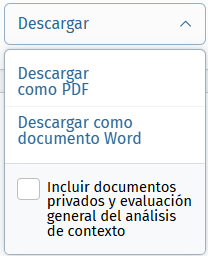 Descargar
Descargar
como PDF
Descargar como
documento Word
Incluir documentos
privados y evaluación
general del análisis
de contexto